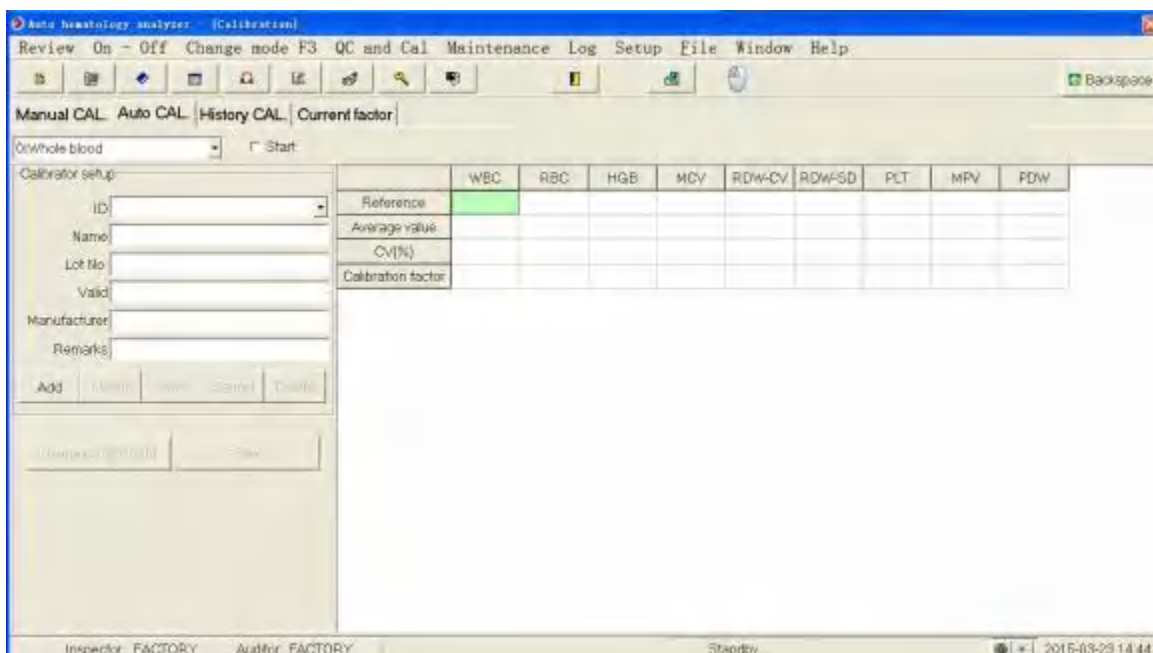 Auto hematology analyzer - [Calibration]
Review On - Off Change mode F3 QC and Cal Maintenance Log Setup File Window Help
Backspace
Manual CAL. Auto CAL. History CAL. Current factor
0:Whole blood Start
Calibrator setup
WBC RBC HGB MCV RDW-CV RDW-SD PLT MPV PDW
ID Reference
Name Average value
Lot No CV(%)
Valid Calibration factor
Manufacturer
Remarks
Add Cancel Delete
Inspector: FACTORY Auditor: FACTORY Standby... 2015-03-23 14:44